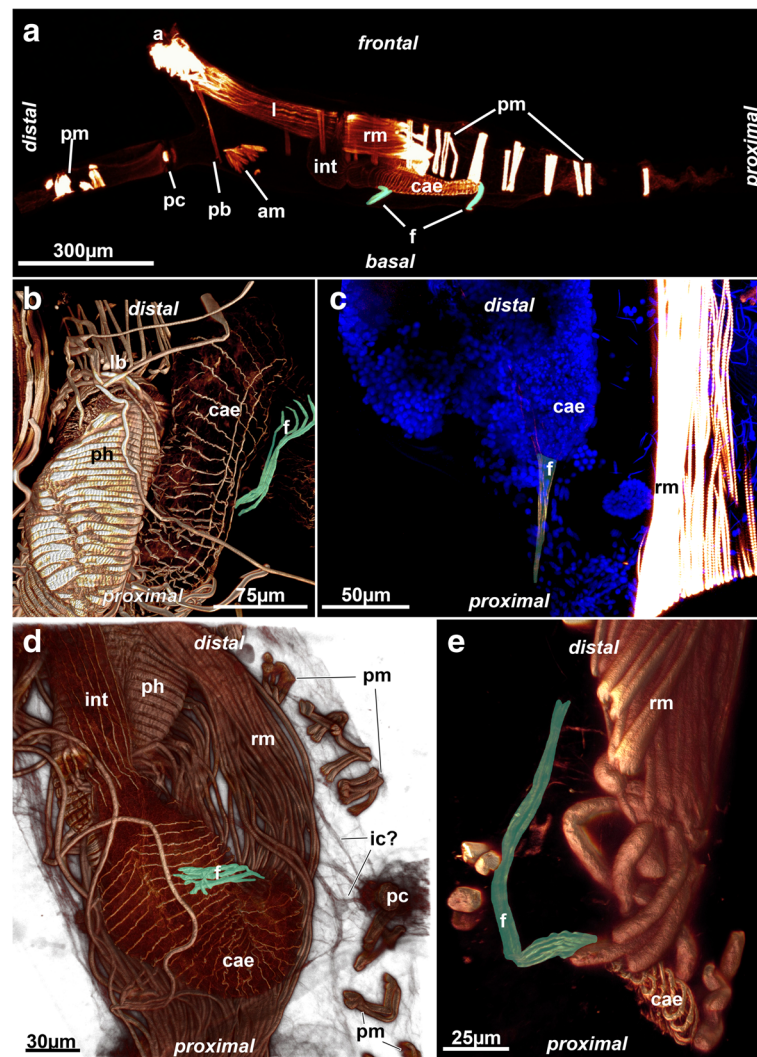 a
a
frontal
distal
pm
l
rm
pm
proximal
int
cae
pc
pb
am
f
300µm
basal
b
distal
lb
cae
f
ph
proximal
75µm
c
distal
cae
f
rm
50µm
proximal
d
distal
ph
int
pm
rm
ic?
f
pc
cae
pm
30µm
proximal
e
distal
rm
f
cae
25µm
proximal